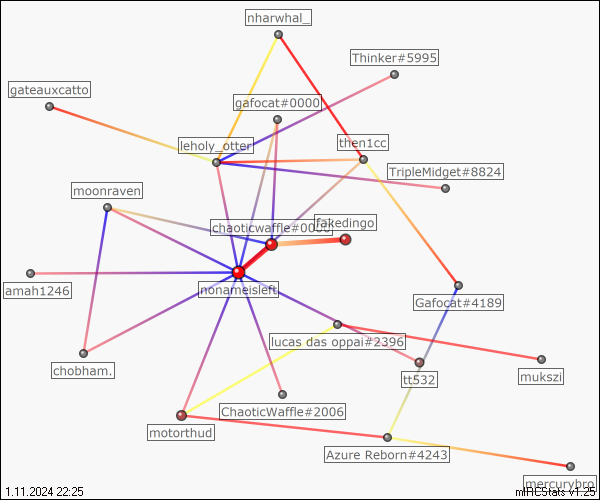 nharwhal_
Thinker#5995
gateauxcatto
gafocat#0000
leholy_otter
then1cc
TripleMidget#8824
moonraven
chaoticwaffle#0
fakedingo
amah1246
nonameisleft
Gafocat#4189
lucas das oppai#2396
chobham.
tt532
mukszi
ChaoticWaffle#2006
motorthud
Azure Reborn#4243
mercurybro
1.11.2024 22:25
mIRCStats v1.25